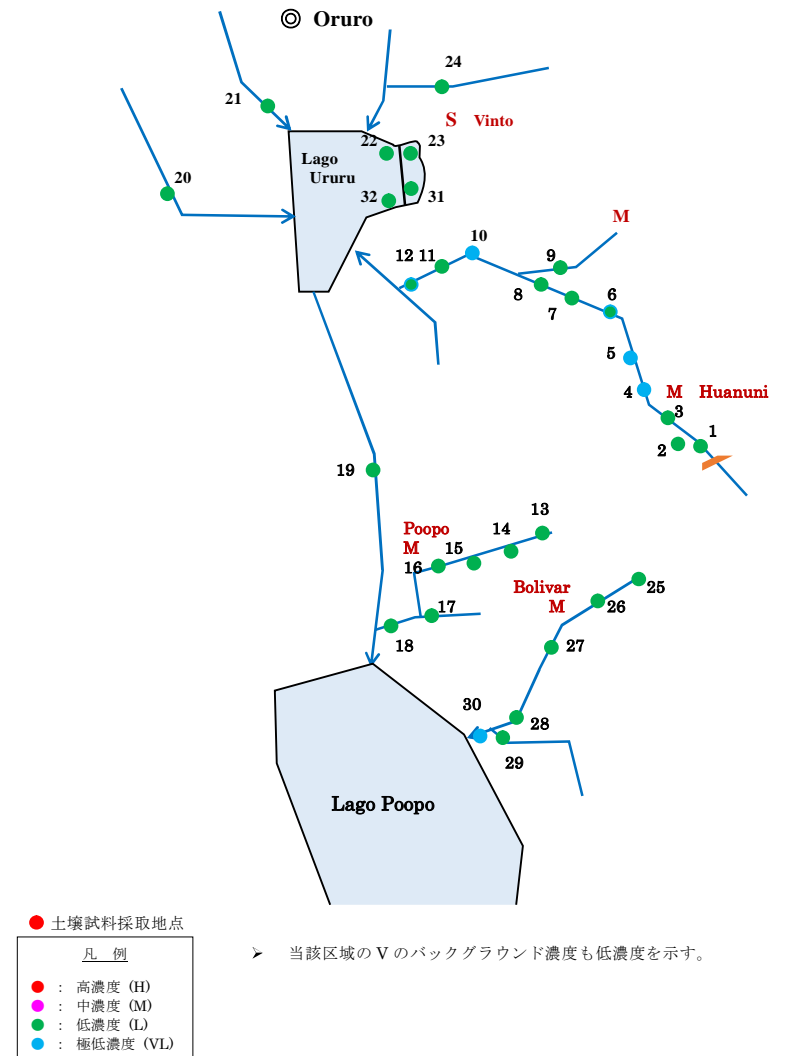 ◎ Oruro
24
21
S Vinto
22
23
Lago
Ururu
20
32
31
M
10
12 11
9
8
7
6
5
4
M Huanuni
3
1
2
19
13
Poopo
M
14
15
16
Bolivar
M
25
26
17
18
27
30
28
29
Lago Poopo
土壌試料採取地点
凡 例
： 高濃度 (H)
： 中濃度 (M)
： 低濃度 (L)
： 極低濃度 (VL)
➢ 当該区域の V のバックグラウンド濃度も低濃度を示す。